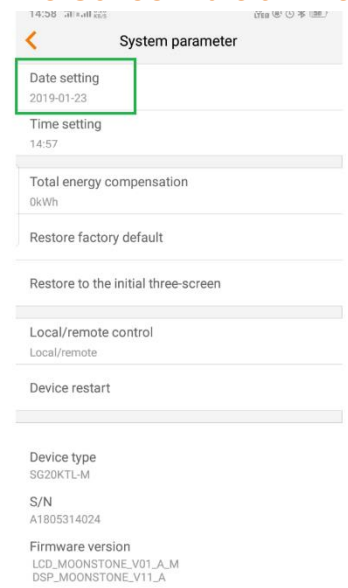 14:58
System parameter
Date setting
2019-01-23
Time setting
14:57
Total energy compensation
0kWh
Restore factory default
Restore to the initial three-screen
Local/remote control
Local/remote
Device restart
Device type
SG20KTL-M
S/N
A1805314024
Firmware version
LCD_MOONSTONE_V01_A_M
DSP_MOONSTONE_V11_A